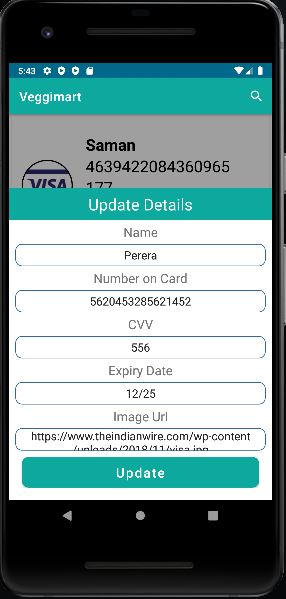 5:43
Veggimart
Saman
4639422084360965
177
VISA
Update Details
Name
Perera
Number on Card
5620453285621452
CVV
556
Expiry Date
12/25
Image Url
https://www.theindianwire.com/wp-content
/uploads/2018/11/visa.jpg
Update